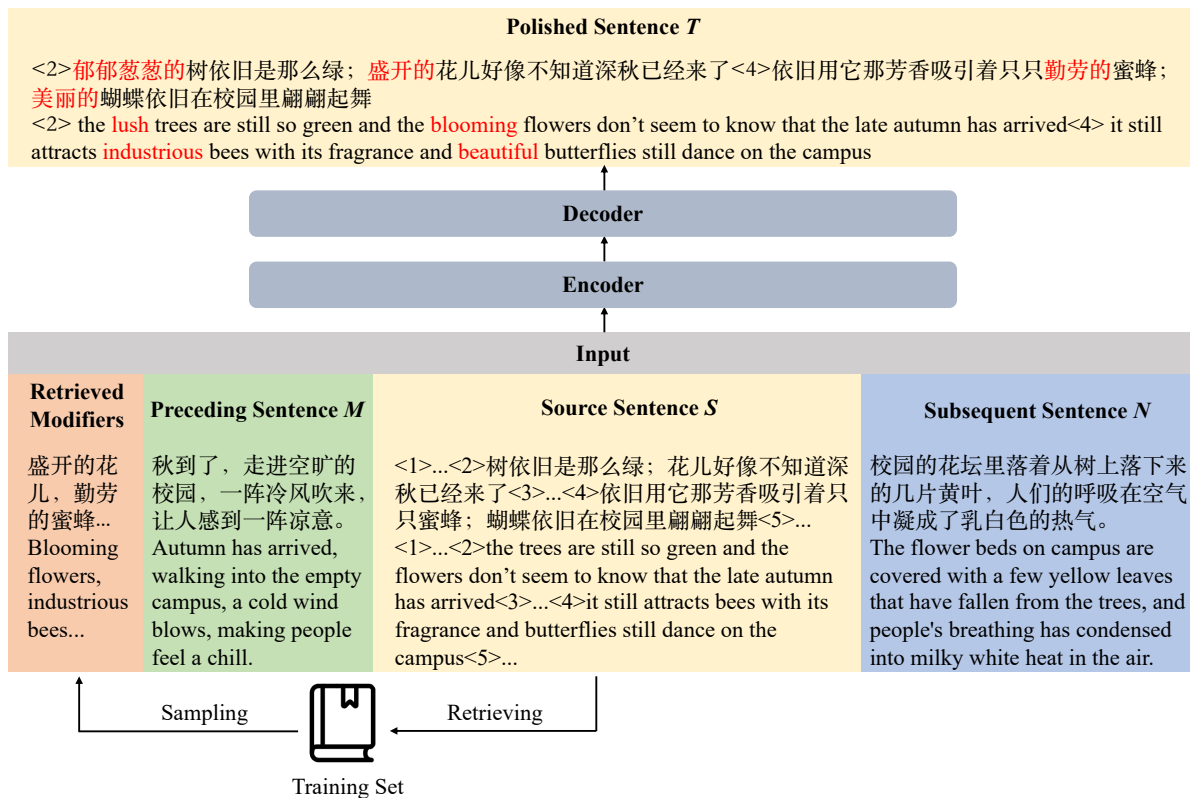 Polished Sentence T
<2>郁郁葱葱的树依旧是那么绿；盛开的花儿好像不知道深秋已经来了<4>依旧用它那芳香吸引着只只勤劳的蜜蜂；
美丽的蝴蝶依旧在校园里翩翩起舞
<2> the lush trees are still so green and the blooming flowers don't seem to know that the late autumn has arrived<4> it still
attracts industrious bees with its fragrance and beautiful butterflies still dance on the campus
Decoder
Encoder
Input
Retrieved
Modifiers
盛开的花
儿，勤劳
的蜜蜂...
Blooming
flowers,
industrious
bees...
Preceding Sentence M
秋到了，走进空旷的
校园，一阵冷风吹来，
让人感到一阵凉意。
Autumn has arrived,
walking into the empty
campus, a cold wind
blows, making people
feel a chill.
Source Sentence S
<1>...<2>树依旧是那么绿；花儿好像不知道深
秋已经来了<3>...<4>依旧用它那芳香吸引着只
只蜜蜂；蝴蝶依旧在校园里翩翩起舞<5>...
<1>...<2>the trees are still so green and the
flowers don't seem to know that the late autumn
has arrived<3>...<4>it still attracts bees with its
fragrance and butterflies still dance on the
campus<5>...
Subsequent Sentence N
校园的花坛里落着从树上落下来
的几片黄叶，人们的呼吸在空气
中凝成了乳白色的热气。
The flower beds on campus are
covered with a few yellow leaves
that have fallen from the trees, and
people's breathing has condensed
into milky white heat in the air.
Sampling
Retrieving
Training Set